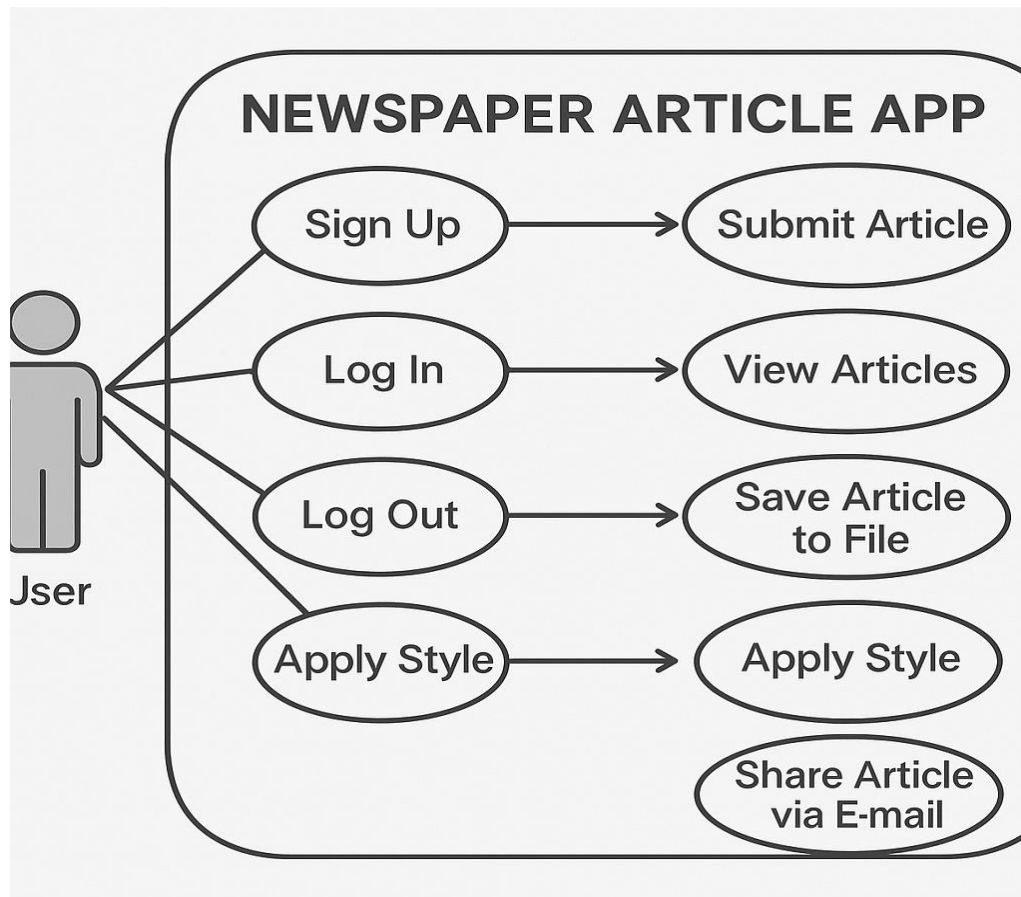 NEWSPAPER ARTICLE APP
Sign Up
Submit Article
Log In
View Articles
Log Out
Save Article
to File
Apply Style
Apply Style
Share Article
via E-mail
Jser